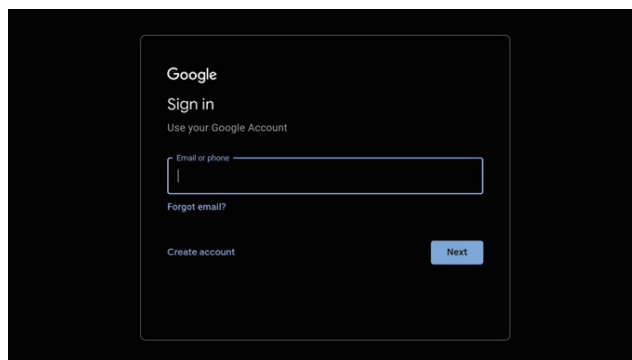 Google
Sign in
Use your Google Account
Email or phone
Forgot email?
Create account
Next